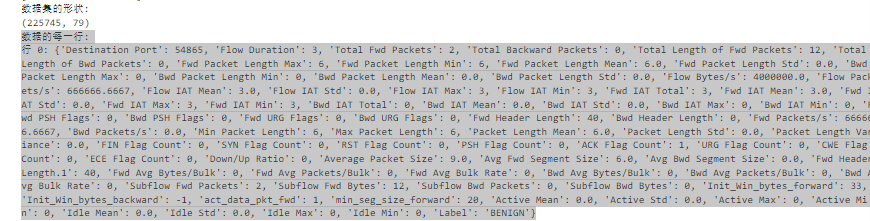 数据集的形状:
(225745, 79)
数据的每一行:
行 0: {'Destination Port': 54865, 'Flow Duration': 3, 'Total Fwd Packets': 2, 'Total Backward Packets': 0, 'Total Length of Fwd Packets': 12, 'Total
Length of Bwd Packets': 0, 'Fwd Packet Length Max': 6, 'Fwd Packet Length Min': 6, 'Fwd Packet Length Mean': 6.0, 'Fwd Packet Length Std': 0.0, 'Bwd
Packet Length Max': 0, 'Bwd Packet Length Min': 0, 'Bwd Packet Length Mean': 0.0, 'Bwd Packet Length Std': 0.0, 'Flow Bytes/s': 4000000.0, 'Flow Pack
ets/s': 666666.6667, 'Flow IAT Mean': 3.0, 'Flow IAT Std': 0.0, 'Flow IAT Max': 3, 'Flow IAT Min': 3, 'Fwd IAT Total': 3, 'Fwd IAT Mean': 3.0, 'Fwd I
AT Std': 0.0, 'Fwd IAT Max': 3, 'Fwd IAT Min': 3, 'Bwd IAT Total': 0, 'Bwd IAT Mean': 0.0, 'Bwd IAT Std': 0.0, 'Bwd IAT Max': 0, 'Bwd IAT Min': 0, 'F
wd PSH Flags': 0, 'Bwd PSH Flags': 0, 'Fwd URG Flags': 0, 'Bwd URG Flags': 0, 'Fwd Header Length': 40, 'Bwd Header Length': 0, 'Fwd Packets/s': 66666
6.6667, 'Bwd Packets/s': 0.0, 'Min Packet Length': 6, 'Max Packet Length': 6, 'Packet Length Mean': 6.0, 'Packet Length Std': 0.0, 'Packet Length Var
iance': 0.0, 'FIN Flag Count': 0, 'SYN Flag Count': 0, 'RST Flag Count': 0, 'PSH Flag Count': 0, 'ACK Flag Count': 1, 'URG Flag Count': 0, 'CWE Flag
Count': 0, 'ECE Flag Count': 0, 'Down/Up Ratio': 0, 'Average Packet Size': 9.0, 'Avg Fwd Segment Size': 6.0, 'Avg Bwd Segment Size': 0.0, 'Fwd Header
Length.1': 40, 'Fwd Avg Bytes/Bulk': 0, 'Fwd Avg Packets/Bulk': 0, 'Fwd Avg Bulk Rate': 0, 'Bwd Avg Bytes/Bulk': 0, 'Bwd Avg Packets/Bulk': 0, 'Bwd A
vg Bulk Rate': 0, 'Subflow Fwd Packets': 2, 'Subflow Fwd Bytes': 12, 'Subflow Bwd Packets': 0, 'Subflow Bwd Bytes': 0, 'Init_Win_bytes_forward': 33,
'Init_Win_bytes_backward': -1, 'act_data_pkt_fwd': 1, 'min_seg_size_forward': 20, 'Active Mean': 0.0, 'Active Std': 0.0, 'Active Max': 0, 'Active Mi
n': 0, 'Idle Mean': 0.0, 'Idle Std': 0.0, 'Idle Max': 0, 'Idle Min': 0, 'Label': 'BENIGN'}